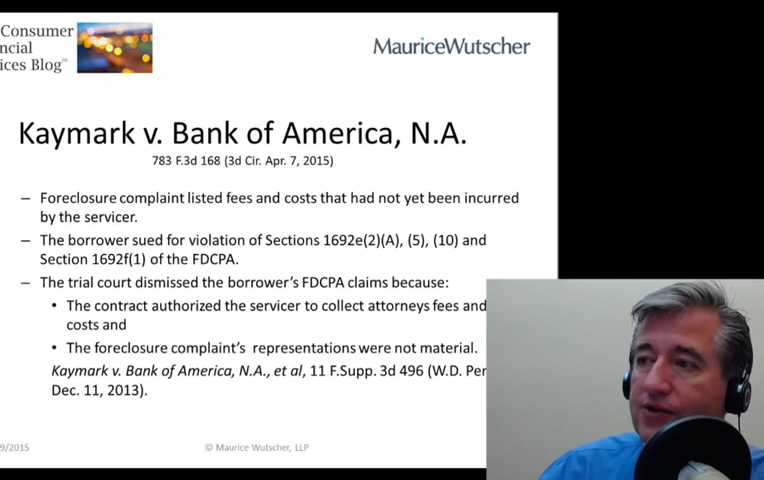 Consumer
ncial
ices Blog™
MauriceWutscher
Kaymark v. Bank of America, N.A.
783 F.3d 168 (3d Cir. Apr. 7, 2015)
– Foreclosure complaint listed fees and costs that had not yet been incurred
by the servicer.
– The borrower sued for violation of Sections 1692e(2)(A), (5), (10) and
Section 1692f(1) of the FDCPA.
– The trial court dismissed the borrower's FDCPA claims because:
• The contract authorized the servicer to collect attorneys fees and
costs and
• The foreclosure complaint's representations were not material.
Kaymark v. Bank of America, N.A., et al, 11 F.Supp. 3d 496 (W.D. Pen
Dec. 11, 2013).
9/2015
© Maurice Wutscher, LLP